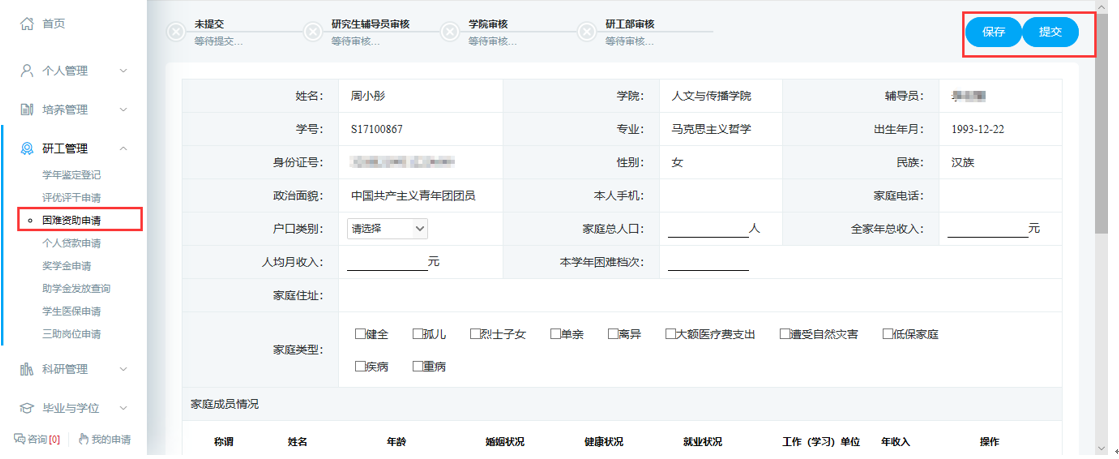 首页
个人管理
培养管理
研工管理
学年鉴定登记
评优评干申请
困难资助申请
个人贷款申请
奖学金申请
助学金发放查询
学生医保申请
三助岗位申请
科研管理
毕业与学位
咨询[0] 我的申请
未提交 研究生辅导员审核 学院审核 研工部审核
等待提交... 等待审核... 等待审核... 等待审核...
保存 提交
姓名: 周小彤 学院: 人文与传播学院 辅导员:
学号: S17100867 专业: 马克思主义哲学 出生年月: 1993-12-22
身份证号: 性别: 女 民族: 汉族
政治面貌: 中国共产主义青年团团员 本人手机: 家庭电话:
户口类别: 请选择 家庭总人口: 人 全家年总收入: 元
人均月收入: 元 本学年困难档次:
家庭住址:
家庭类型: 健全 孤儿 烈士子女 单亲 离异 大额医疗费支出 遭受自然灾害 低保家庭
疾病 重病
家庭成员情况
称谓 姓名 年龄 婚姻状况 健康状况 就业状况 工作（学习）单位 年收入 操作